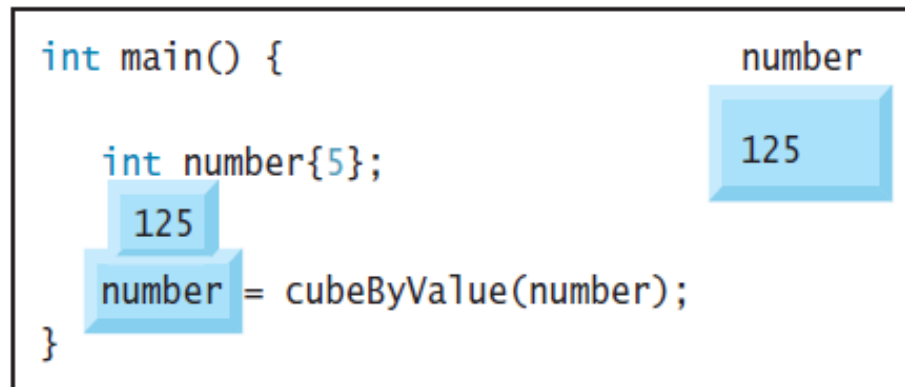 int main() {
number
int number{5};
125
125
number = cubeByValue(number);
}